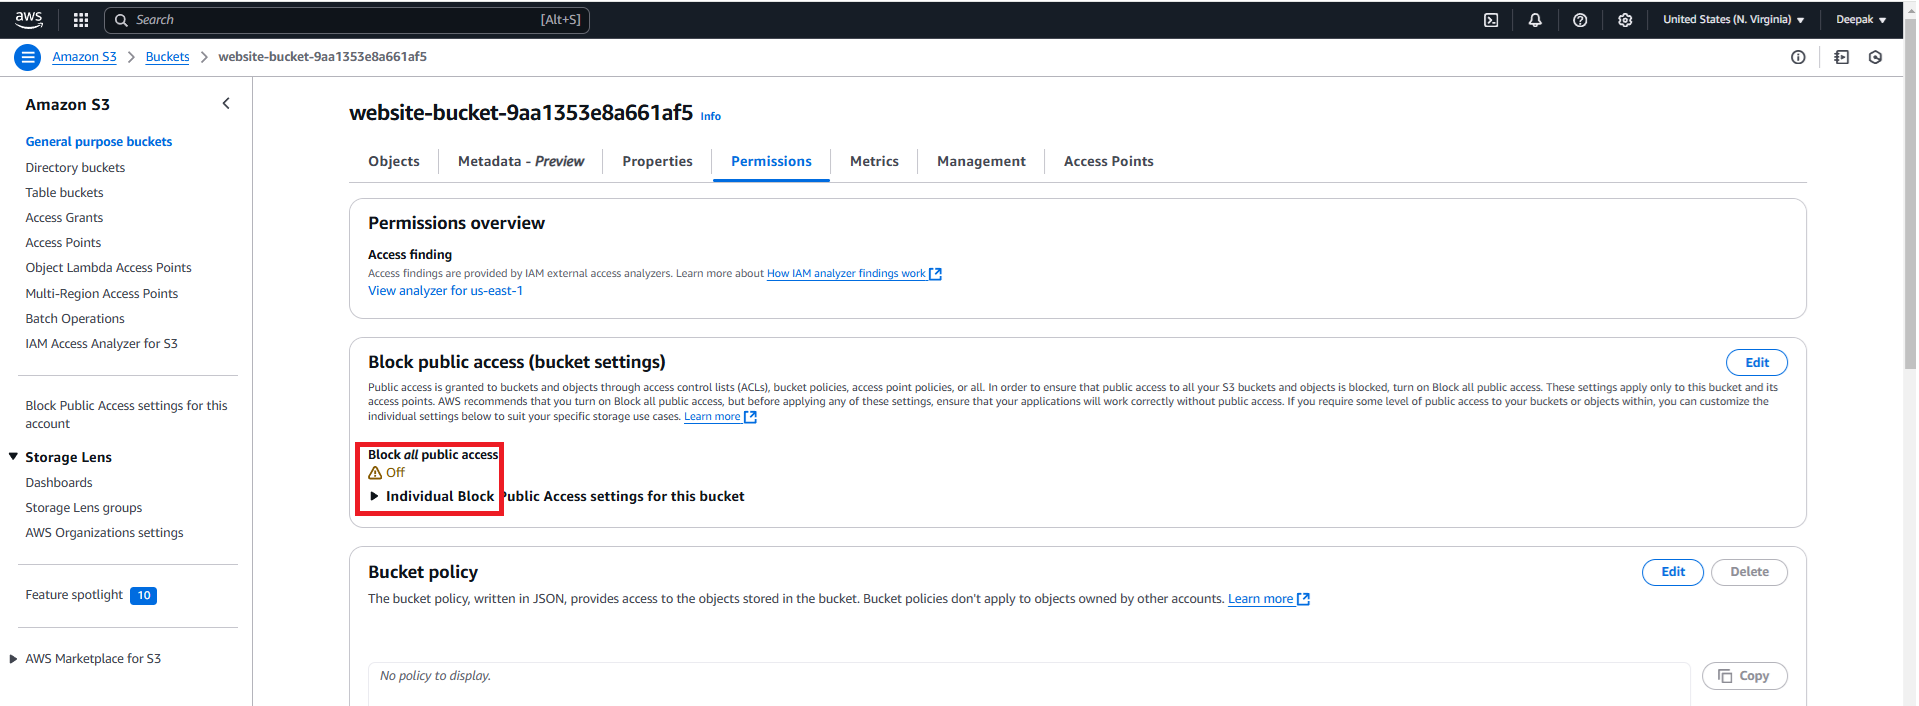 aws
Search
[Alt+S]
United States (N. Virginia)
Deepak
Amazon S3 > Buckets > website-bucket-9aa1353e8a661af5
Amazon S3
General purpose buckets
Directory buckets
Table buckets
Access Grants
Access Points
Object Lambda Access Points
Multi-Region Access Points
Batch Operations
IAM Access Analyzer for S3
Block Public Access settings for this
account
Storage Lens
Dashboards
Storage Lens groups
AWS Organizations settings
Feature spotlight 10
AWS Marketplace for S3
website-bucket-9aa1353e8a661af5 Info
Objects
Metadata - Preview
Properties
Permissions
Metrics
Management
Access Points
Permissions overview
Access finding
Access findings are provided by IAM external access analyzers. Learn more about How IAM analyzer findings work
View analyzer for us-east-1
Block public access (bucket settings)
Edit
Public access is granted to buckets and objects through access control lists (ACLs), bucket policies, access point policies, or all. In order to ensure that public access to all your S3 buckets and objects is blocked, turn on Block all public access. These settings apply only to this bucket and its
access points. AWS recommends that you turn on Block all public access, but before applying any of these settings, ensure that your applications will work correctly without public access. If you require some level of public access to your buckets or objects within, you can customize the
individual settings below to suit your specific storage use cases. Learn more
Block all public access
Off
Individual Block Public Access settings for this bucket
Bucket policy
Edit
Delete
The bucket policy, written in JSON, provides access to the objects stored in the bucket. Bucket policies don't apply to objects owned by other accounts. Learn more
No policy to display.
Copy